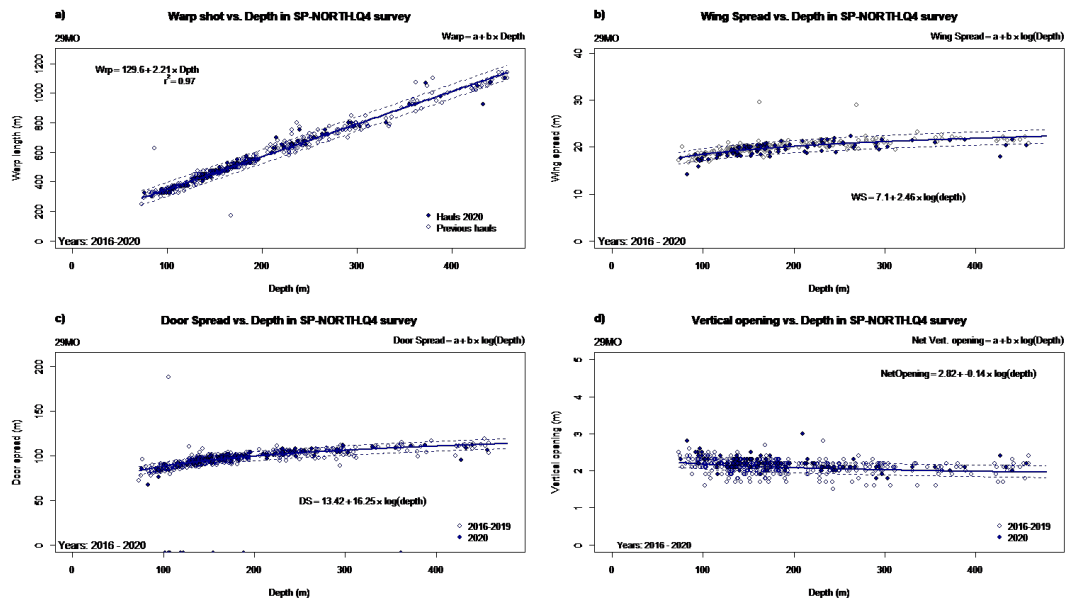 a) Warp shot vs. Depth in SP-NORTH.Q4 survey
29MO Warp = a + b × Depth
Wrp = 129.6 + 2.21 × Dpth
r² = 0.97
Warp length (m)
0 200 400 600 800 1000 1200
Hauls 2020
Previous hauls
Years: 2016-2020
0 100 200 300 400
Depth (m)
b) Wing Spread vs. Depth in SP-NORTH.Q4 survey
29MO Wing Spread = a + b × log(Depth)
Wing spread (m)
0 10 20 30 40
WS = 7.1 + 2.46 × log(depth)
Years: 2016 - 2020
0 100 200 300 400
Depth (m)
c) Door Spread vs. Depth in SP-NORTH.Q4 survey
29MO Door Spread = a + b × log(Depth)
Door spread (m)
0 50 100 150 200
DS = 13.42 + 16.25 × log(depth)
2016-2019
2020
Years: 2016 - 2020
0 100 200 300 400
Depth (m)
d) Vertical opening vs. Depth in SP-NORTH.Q4 survey
29MO Net Vert. opening = a + b × log(Depth)
NetOpening = 2.82 + -0.14 × log(depth)
Vertical opening (m)
0 1 2 3 4 5
2016-2019
2020
Years: 2016 - 2020
0 100 200 300 400
Depth (m)